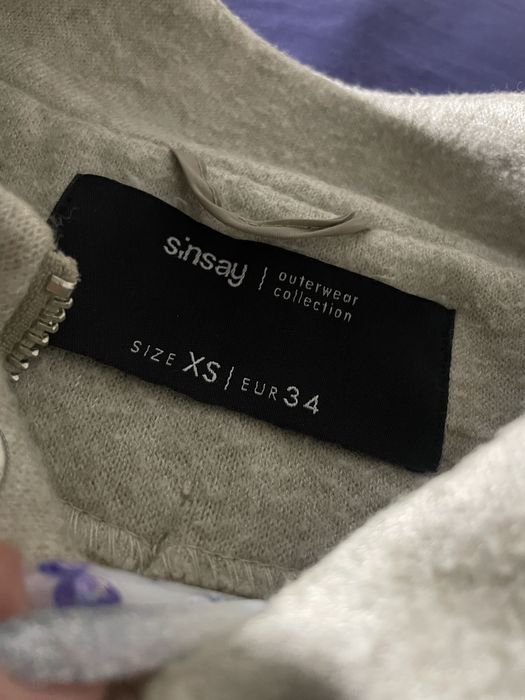 sinsay | outerwear
collection
SIZE XS | EUR 34